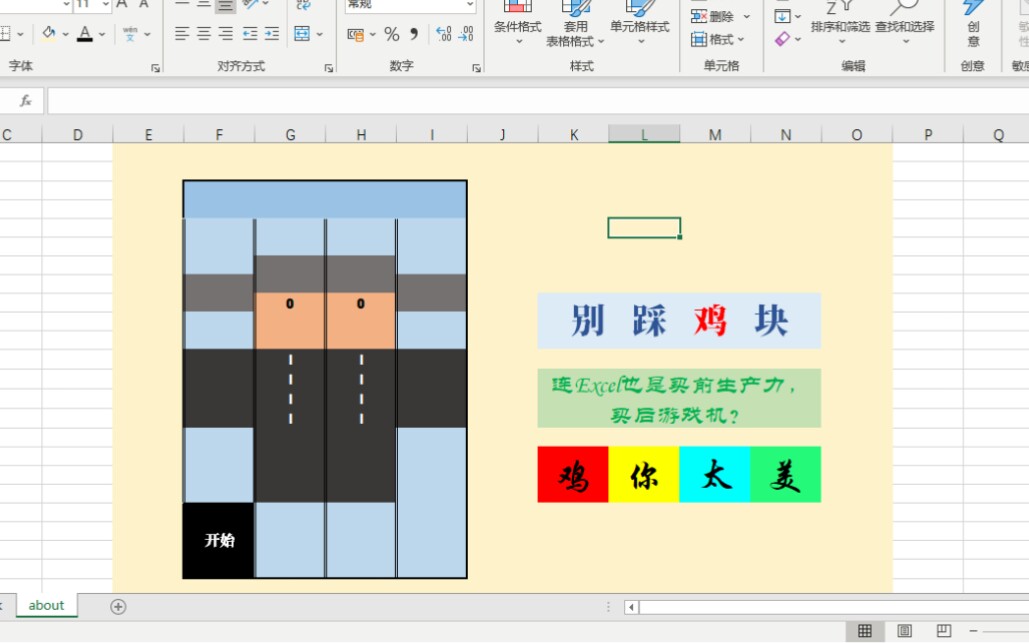 11 A A
常规
wén
文
% ,
条件格式 套用
表格格式 单元格样式
删除
格式
排序和筛选 查找和选择
创
意
字体 对齐方式 数字 样式 单元格 编辑 创意
fx
C D E F G H I J K L M N O P Q
0 0
别 踩 鸡 块
连Excel也是买前生产力，
买后游戏机?
鸡 你 太 美
开始
about